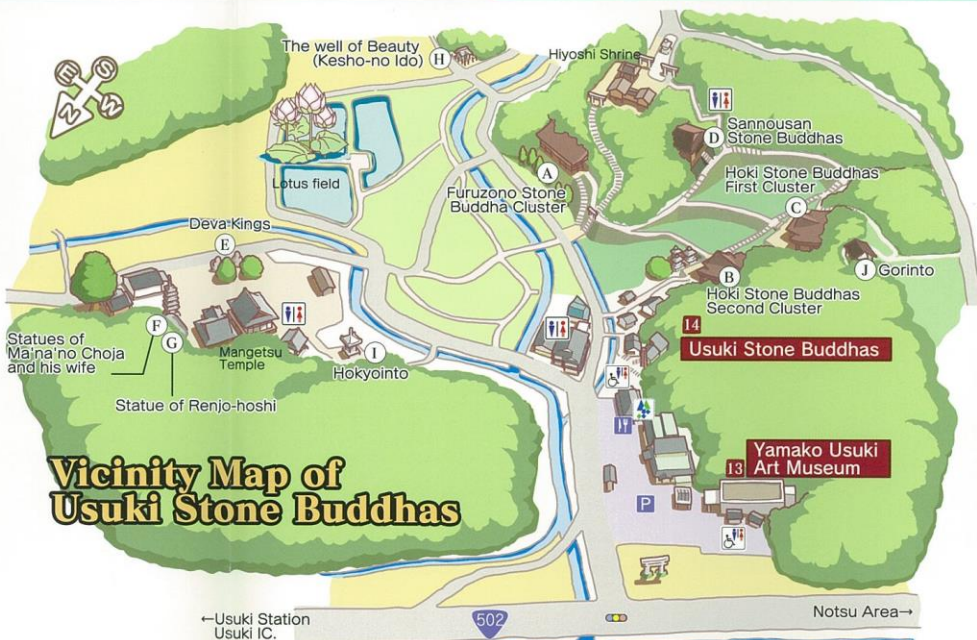 The well of Beauty
(Kesho-no Ido)
H
Hiyoshi Shrine
E
S
N
W
D
Sannousan
Stone Buddhas
A
Furuzono Stone
Buddha Cluster
Hoki Stone Buddhas
First Cluster
C
Lotus field
Deva Kings
E
J
Gorinto
B
Hoki Stone Buddhas
Second Cluster
14
Usuki Stone Buddhas
Statues of
Ma'na'no Choja
and his wife
F
G
Mangetsu
Temple
I
Hokyointo
Statue of Renjo-hoshi
13
Yamako Usuki
Art Museum
Vicinity Map of
Usuki Stone Buddhas
P
←Usuki Station
Usuki IC.
502
Notsu Area→